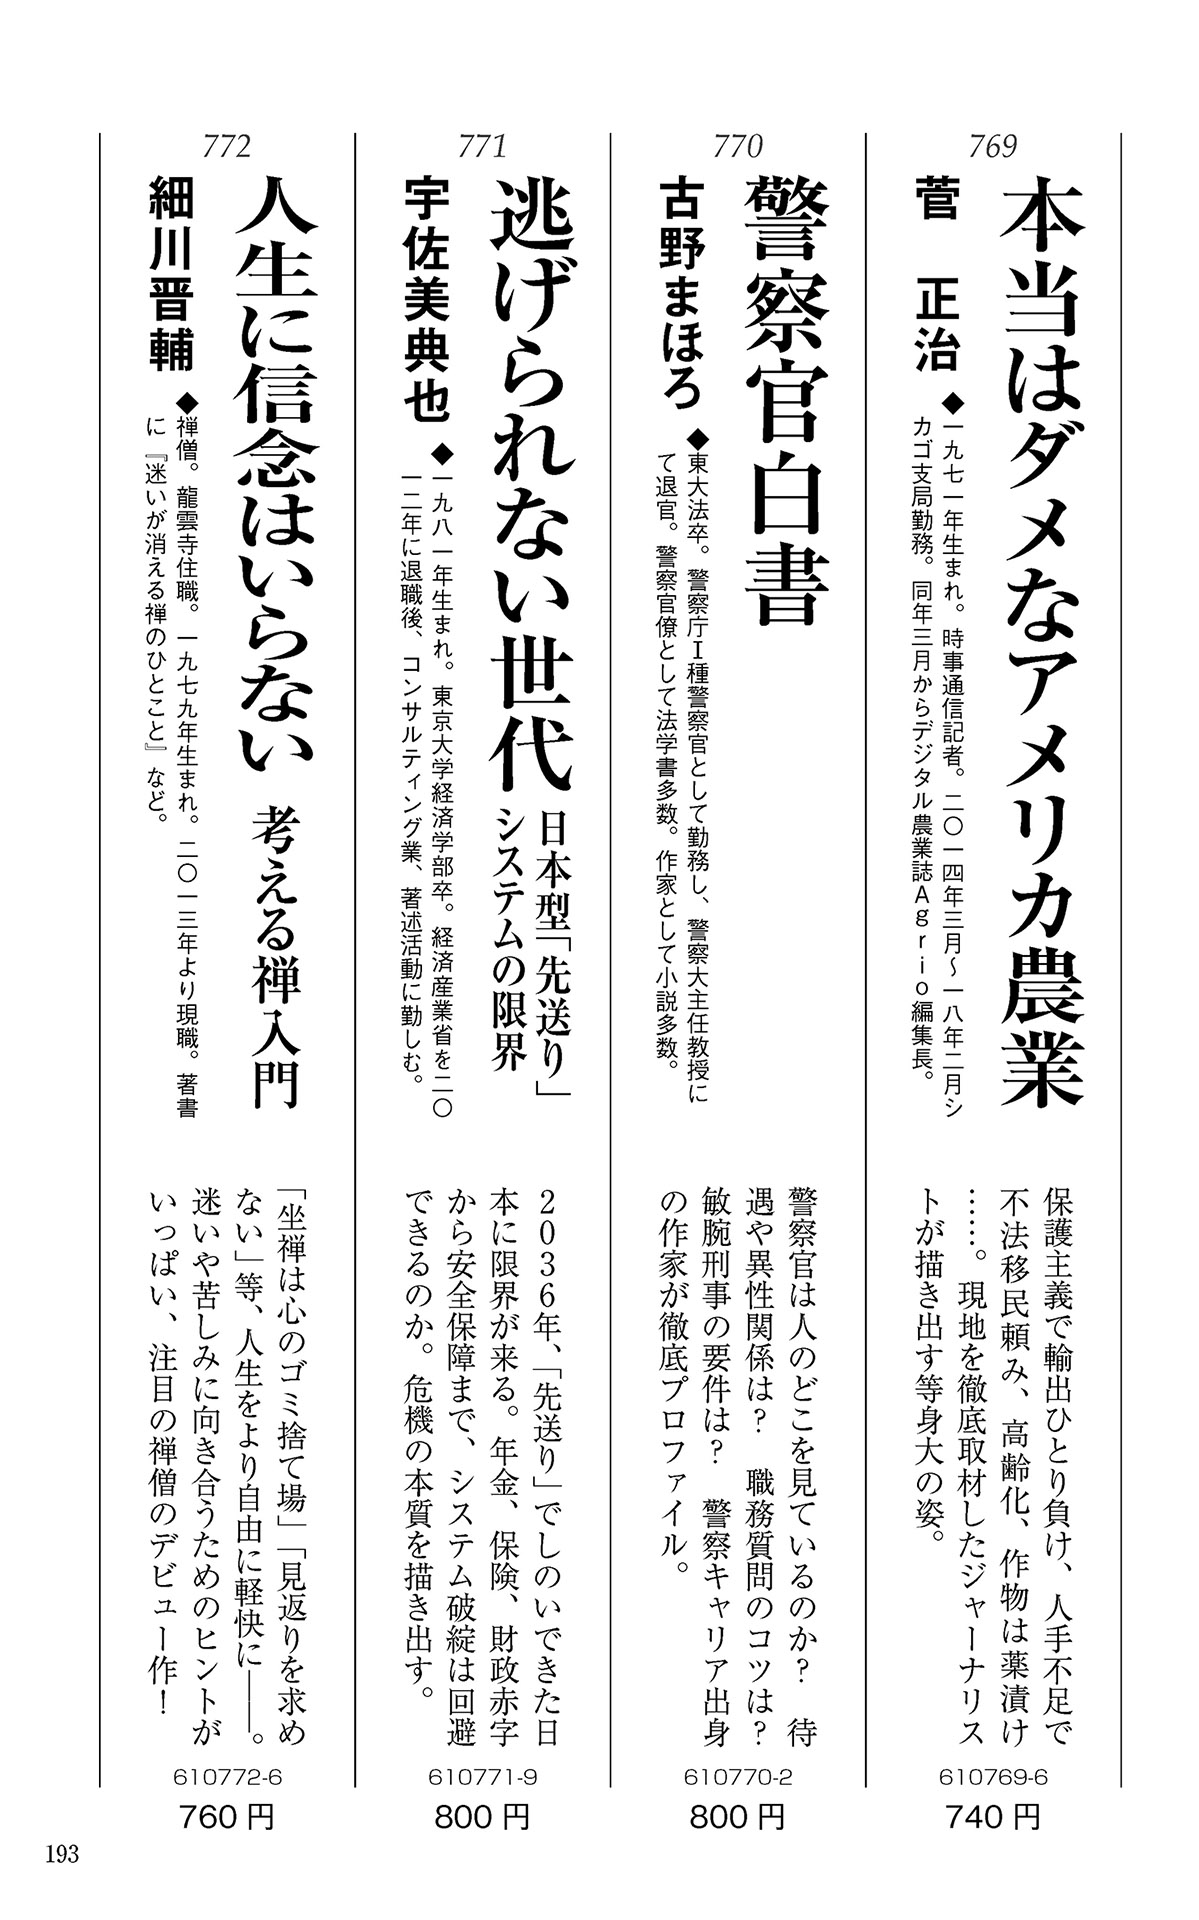 769
本当はダメなアメリカ農業
菅　正治
◆一九七一年生まれ。時事通信記者。二〇一四年三月～一八年二月シ
カゴ支局勤務。同年三月からデジタル農業誌Ａｇｒｉｏ編集長。
保護主義で輸出ひとり負け、人手不足で
不法移民頼み、高齢化、作物は薬漬け
……。現地を徹底取材したジャーナリス
トが描き出す等身大の姿。
610769-6
740円
770
警察官白書
古野まほろ
◆東大法卒。警察庁Ⅰ種警察官として勤務し、警察大主任教授に
て退官。警察官僚として法学書多数。作家として小説多数。
警察官は人のどこを見ているのか？　待
遇や異性関係は？　職務質問のコツは？
敏腕刑事の要件は？　警察キャリア出身
の作家が徹底プロファイル。
610770-2
800円
771
逃げられない世代
日本型「先送り」
システムの限界
宇佐美典也
◆一九八一年生まれ。東京大学経済学部卒。経済産業省を二〇
一二年に退職後、コンサルティング業、著述活動に勤しむ。
２０３６年、「先送り」でしのいできた日
本に限界が来る。年金、保険、財政赤字
から安全保障まで、システム破綻は回避
できるのか。危機の本質を描き出す。
610771-9
800円
772
人生に信念はいらない　考える禅入門
細川晋輔
◆禅僧。龍雲寺住職。一九七九年生まれ。二〇一三年より現職。著書
に『迷いが消える禅のひとこと』など。
「坐禅は心のゴミ捨て場」「見返りを求め
ない」等、人生をより自由に軽快に――。
迷いや苦しみに向き合うためのヒントが
いっぱい、注目の禅僧のデビュー作！
610772-6
760円
193